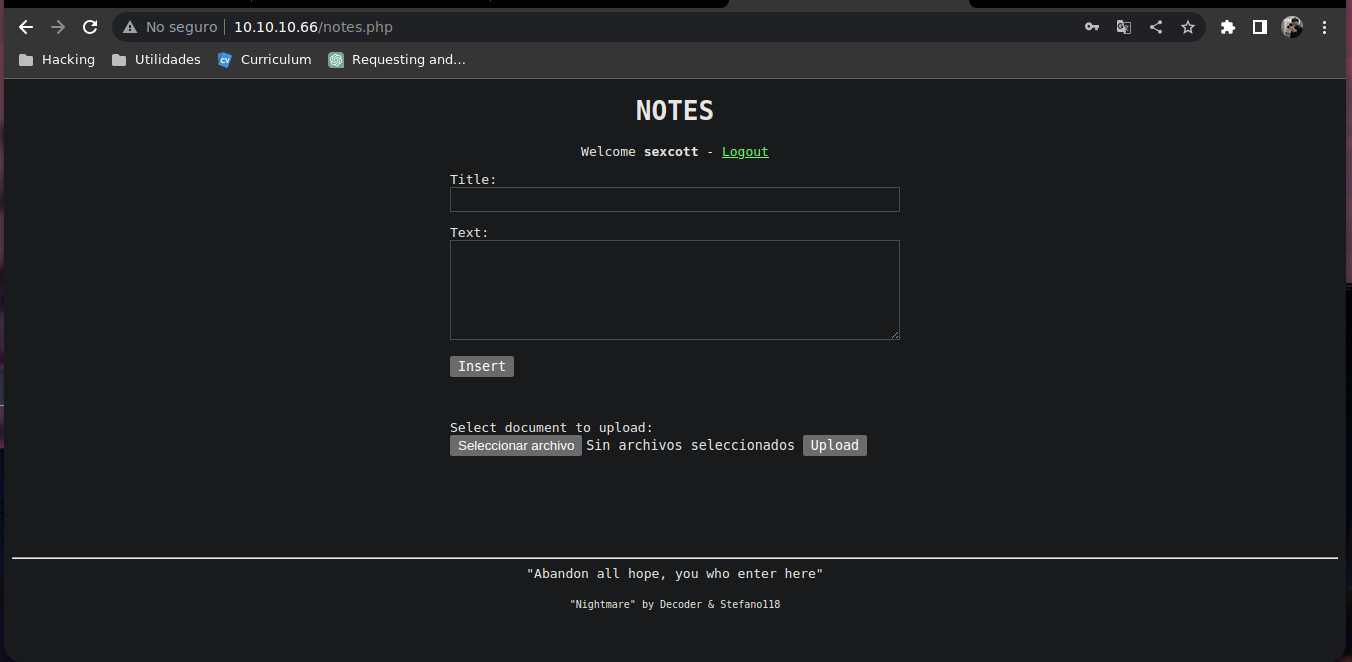 No seguro 10.10.10.66/notes.php
Hacking Utilidades CV Curriculum Requesting and...
NOTES
Welcome sexcott - Logout
Title:
Text:
Insert
Select document to upload:
Seleccionar archivo Sin archivos seleccionados Upload
"Abandon all hope, you who enter here"
"Nightmare" by Decoder & Stefano118